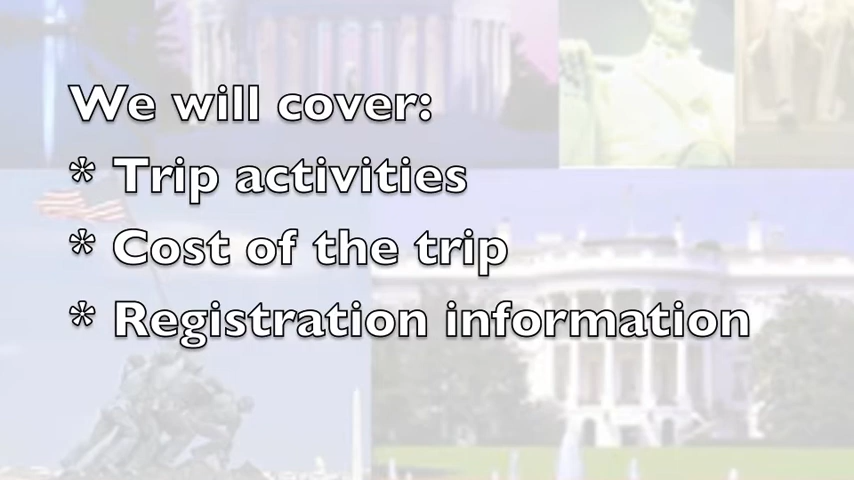 We will cover:
* Trip activities
* Cost of the trip
* Registration information